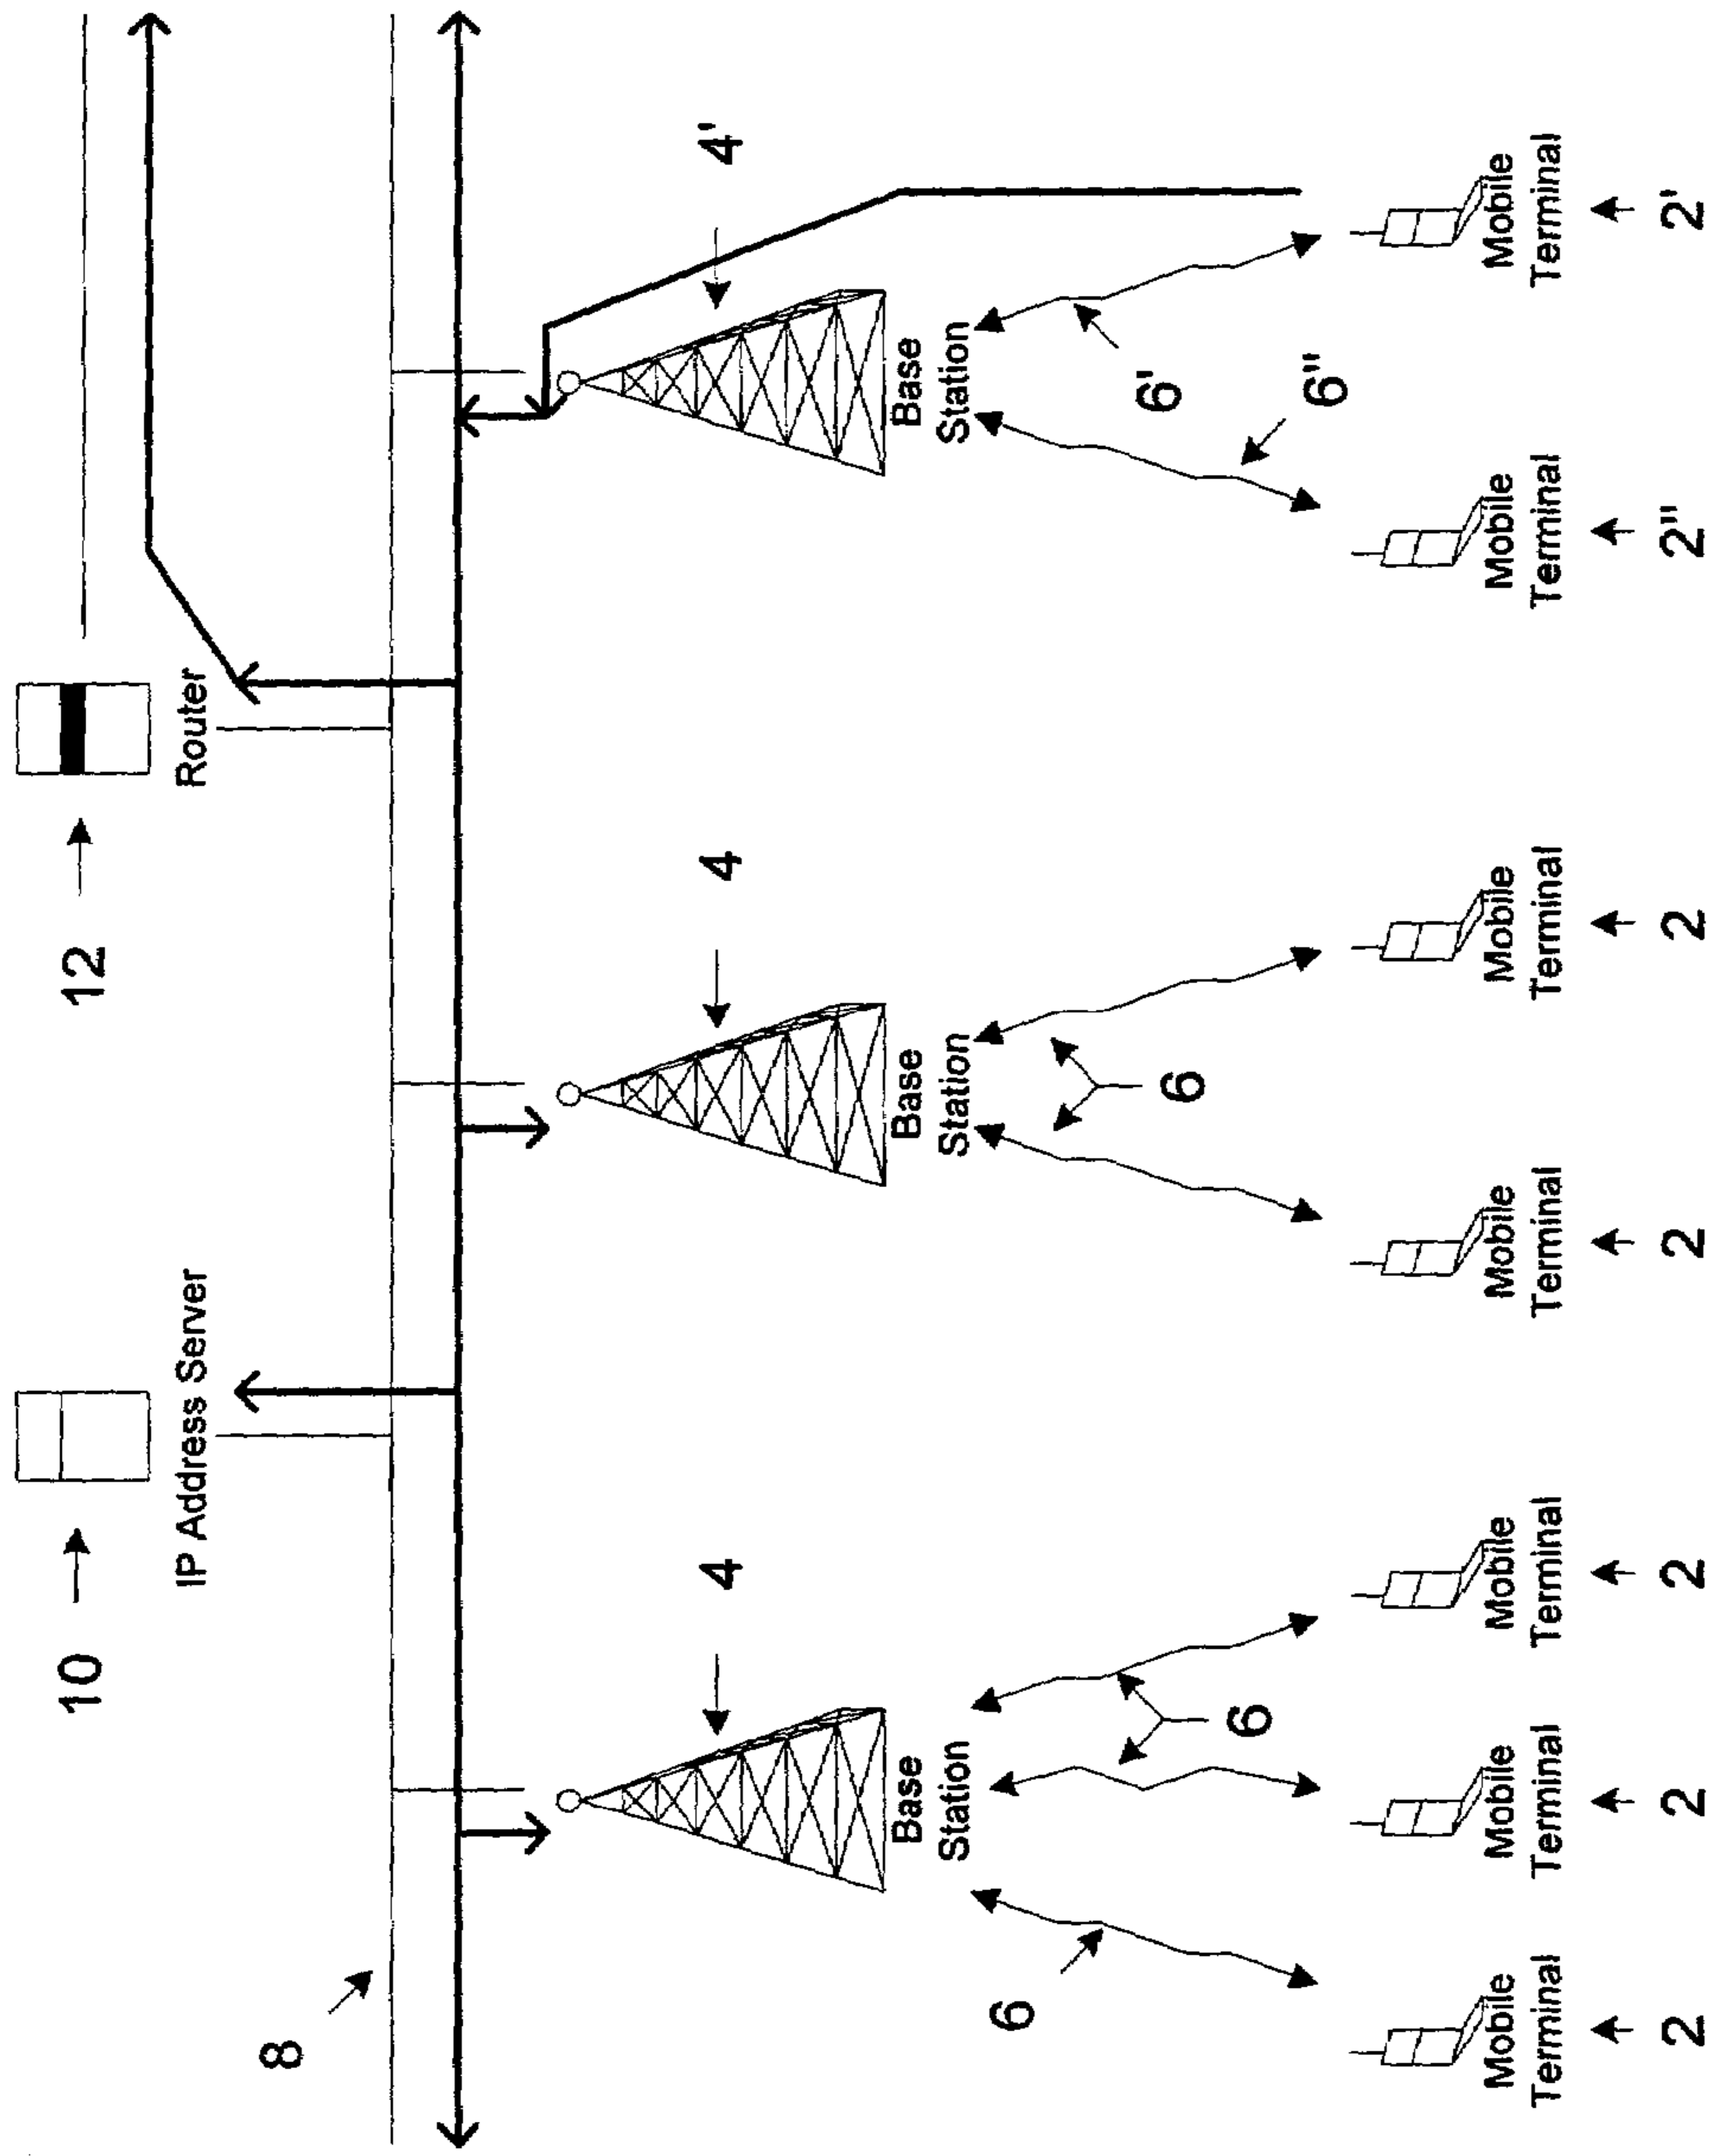 10
12
IP Address Server
Router
8
4
4
4'
Base
Station
Base
Station
Base
Station
6
6
6
6'
6"
Mobile
Terminal
Mobile
Terminal
Mobile
Terminal
Mobile
Terminal
Mobile
Terminal
Mobile
Terminal
Mobile
Terminal
2
2
2
2
2
2"
2'